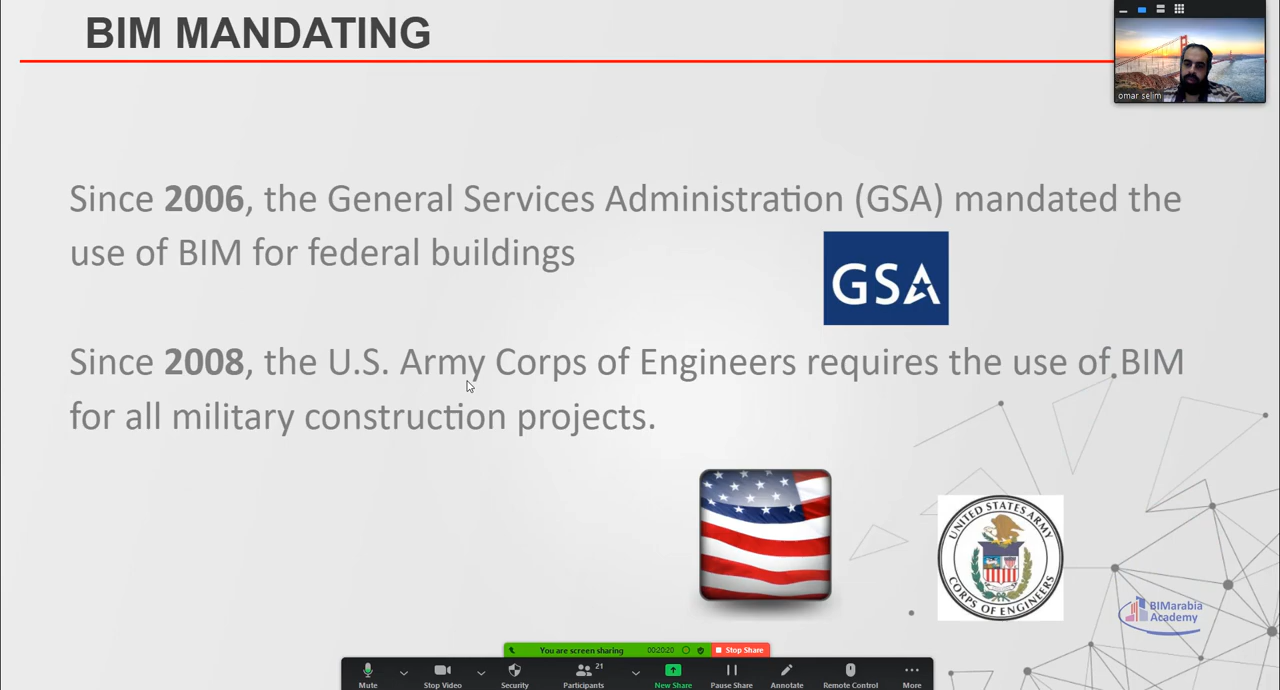 BIM MANDATING
omar selim
Since 2006, the General Services Administration (GSA) mandated the
use of BIM for federal buildings
GSA
Since 2008, the U.S. Army Corps of Engineers requires the use of BIM
for all military construction projects.
UNITED STATES ARMY
CORPS OF ENGINEERS
BIMarabia
Academy
You are screen sharing
00:20:20
Stop Share
21
Mute
Stop Video
Security
Participants
New Share
Pause Share
Annotate
Remote Control
More